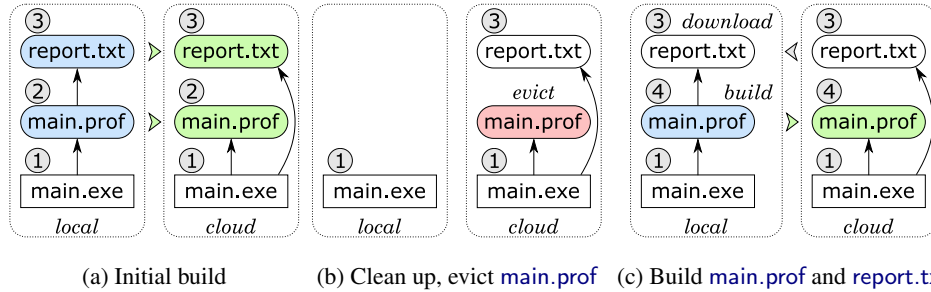 3
report.txt
2
main.prof
1
main.exe
local
3
report.txt
2
main.prof
1
main.exe
cloud
(a) Initial build
1
main.exe
local
3
report.txt
evict
main.prof
1
main.exe
cloud
(b) Clean up, evict main.prof
3
download
report.txt
4
build
main.prof
1
main.exe
local
3
report.txt
4
main.prof
1
main.exe
cloud
(c) Build main.prof and report.t